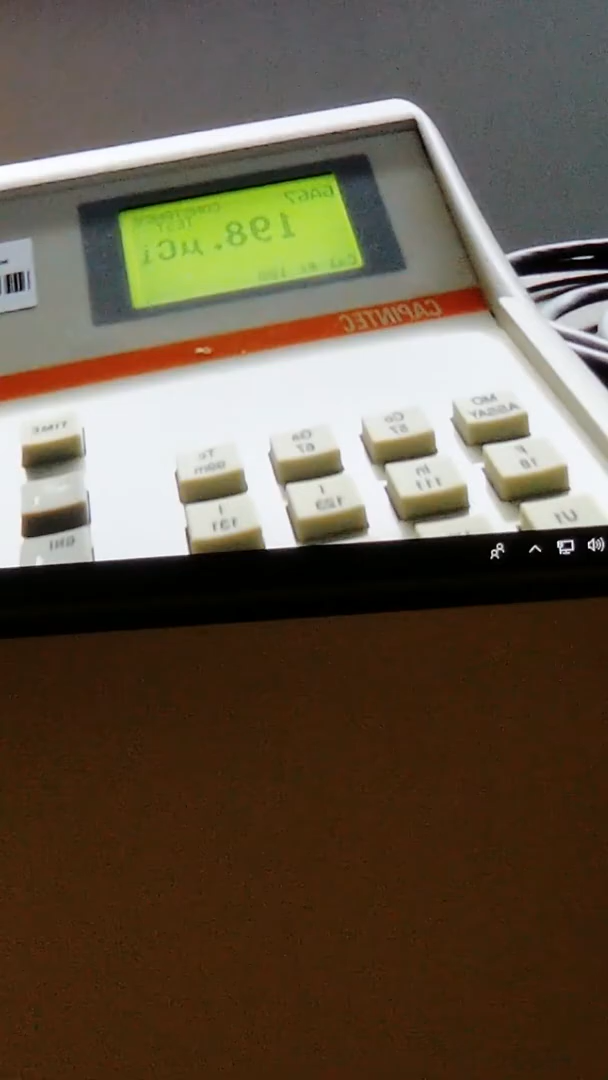 GA67
CONSTANCY
TEST
198.μCi
Cal #: 100
CAPINTEC
MO
ASSAY
Co
57
Ga
67
Tc
99m
TIME
F
18
In
111
I
123
I
131
U1